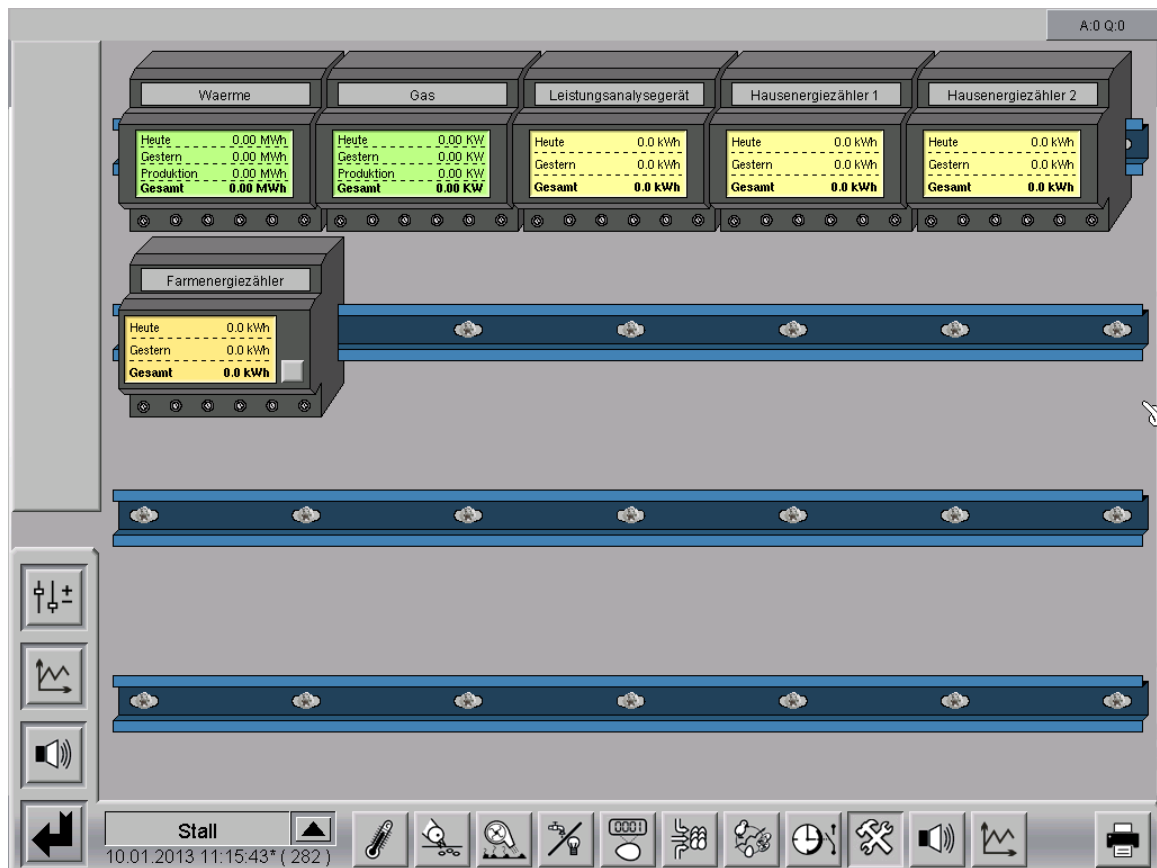 A:0 Q:0
Waerme
Heute 0.00 MWh
Gestern 0.00 MWh
Produktion 0.00 MWh
Gesamt 0.00 MWh
Gas
Heute 0.00 KW
Gestern 0.00 KW
Produktion 0.00 KW
Gesamt 0.00 KW
Leistungsanalysegerät
Heute 0.0 kWh
Gestern 0.0 kWh
Gesamt 0.0 kWh
Hausenergiezähler 1
Heute 0.0 kWh
Gestern 0.0 kWh
Gesamt 0.0 kWh
Hausenergiezähler 2
Heute 0.0 kWh
Gestern 0.0 kWh
Gesamt 0.0 kWh
Farmenergiezähler
Heute 0.0 kWh
Gestern 0.0 kWh
Gesamt 0.0 kWh
Stall
10.01.2013 11:15:43* ( 282 )
0001